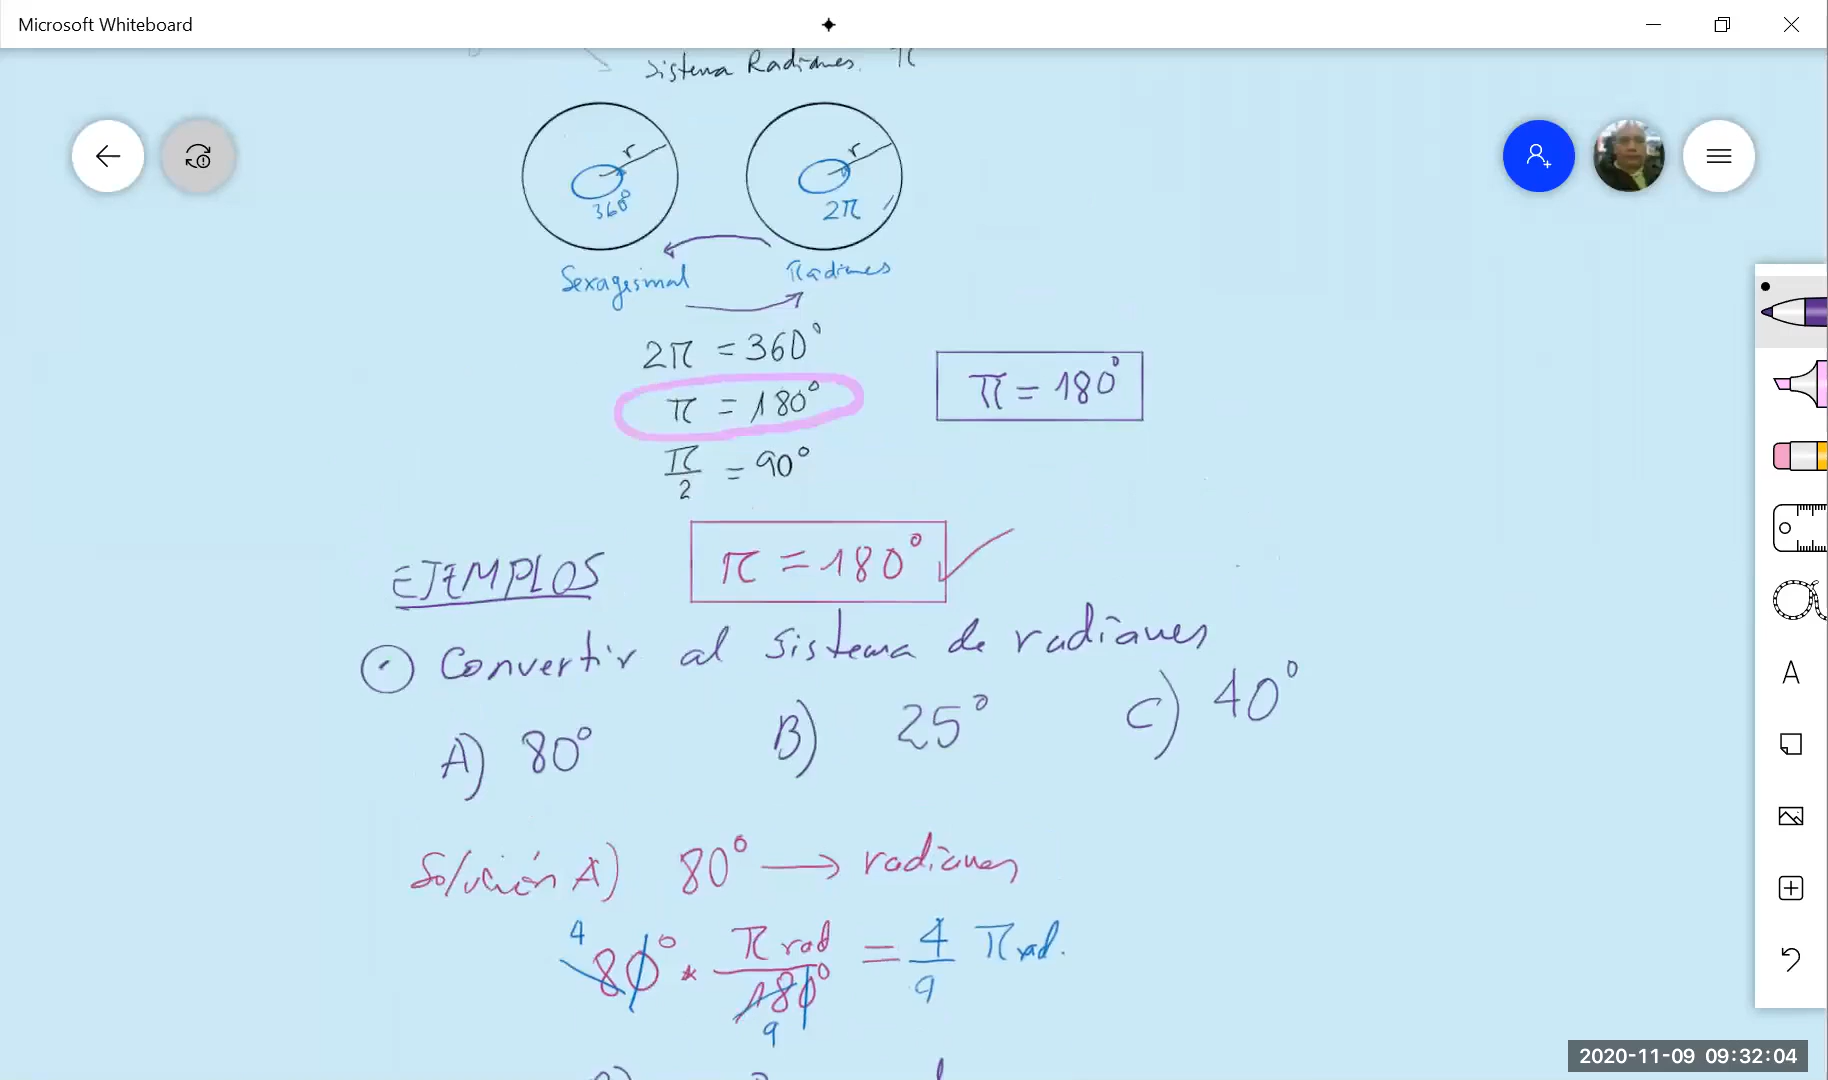 Microsoft Whiteboard
Sistema Radianes. π
r
360°
r
2π
Sexagesimal
Radianes
2π = 360°
π = 180°
π/2 = 90°
π = 180°
EJEMPLOS
π = 180°
Convertir al sistema de radianes
A) 80° B) 25° C) 40°
Solución A) 80° → radianes
4
80° * π rad / 180° = 4/9 π rad.
9
A
2020-11-09 09:32:04